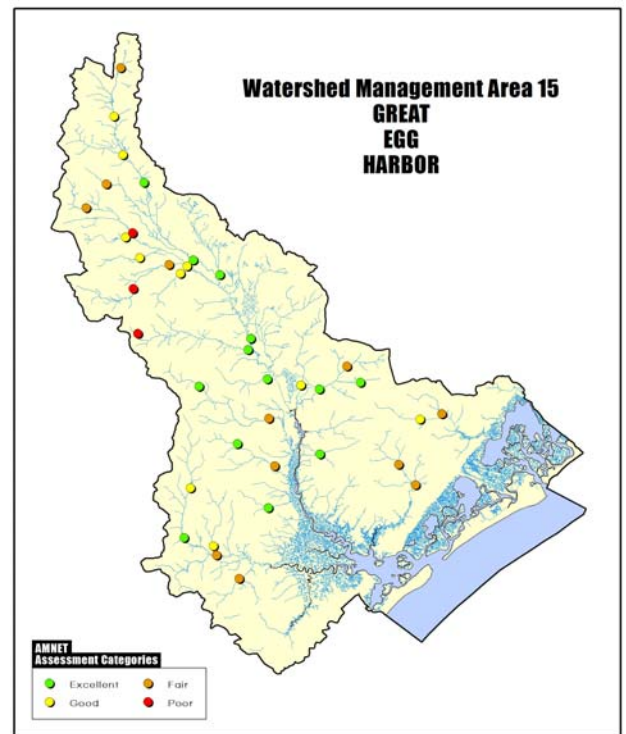 Watershed Management Area 15
GREAT
EGG
HARBOR
AMNET
Assessment Categories
Excellent Fair
Good Poor